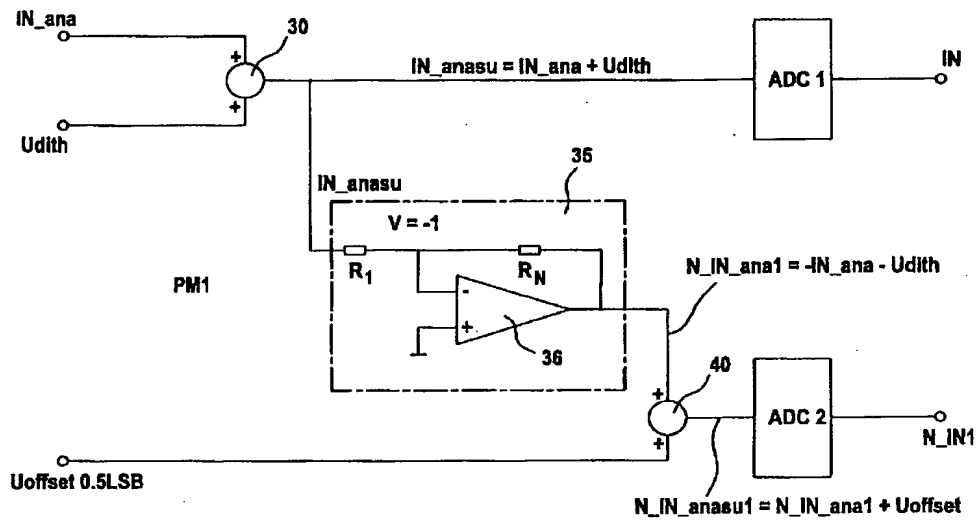 IN_ana
30
IN_anasu = IN_ana + Udith
ADC 1
IN
Udith
35
IN_anasu
V = -1
R1
RN
N_IN_ana1 = -IN_ana - Udith
PM1
36
40
ADC 2
N_IN1
Uoffset 0.5LSB
N_IN_anasu1 = N_IN_ana1 + Uoffset